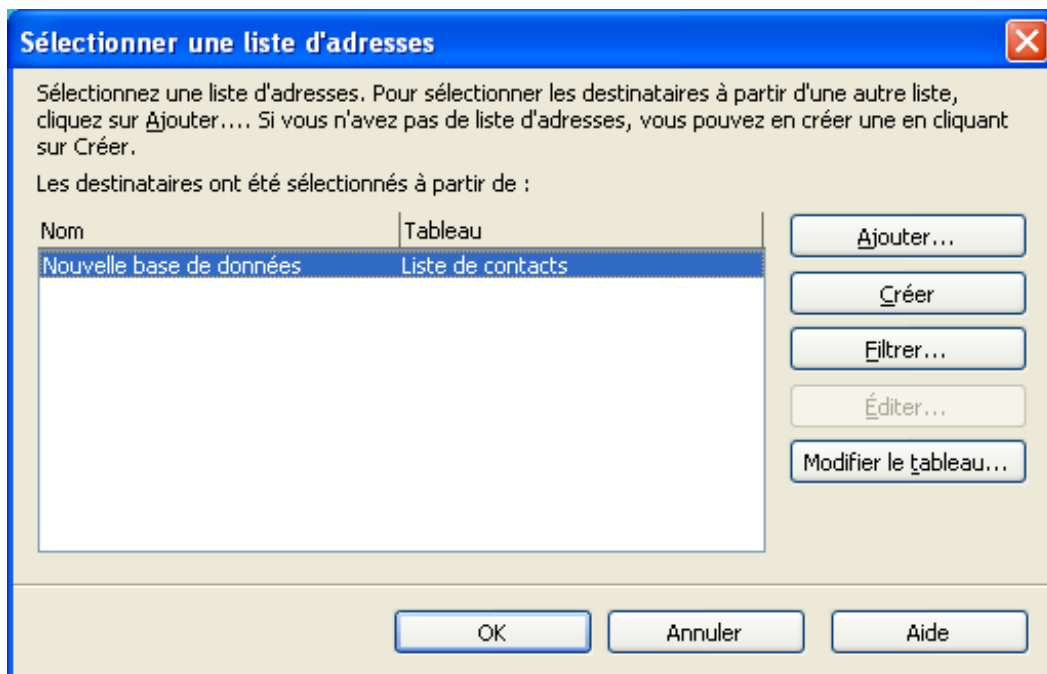 Sélectionner une liste d'adresses
Sélectionnez une liste d'adresses. Pour sélectionner les destinataires à partir d'une autre liste,
cliquez sur Ajouter.... Si vous n'avez pas de liste d'adresses, vous pouvez en créer une en cliquant
sur Créer.
Les destinataires ont été sélectionnés à partir de :
Nom Tableau
Nouvelle base de données Liste de contacts
Ajouter...
Créer
Filtrer...
Éditer...
Modifier le tableau...
OK Annuler Aide